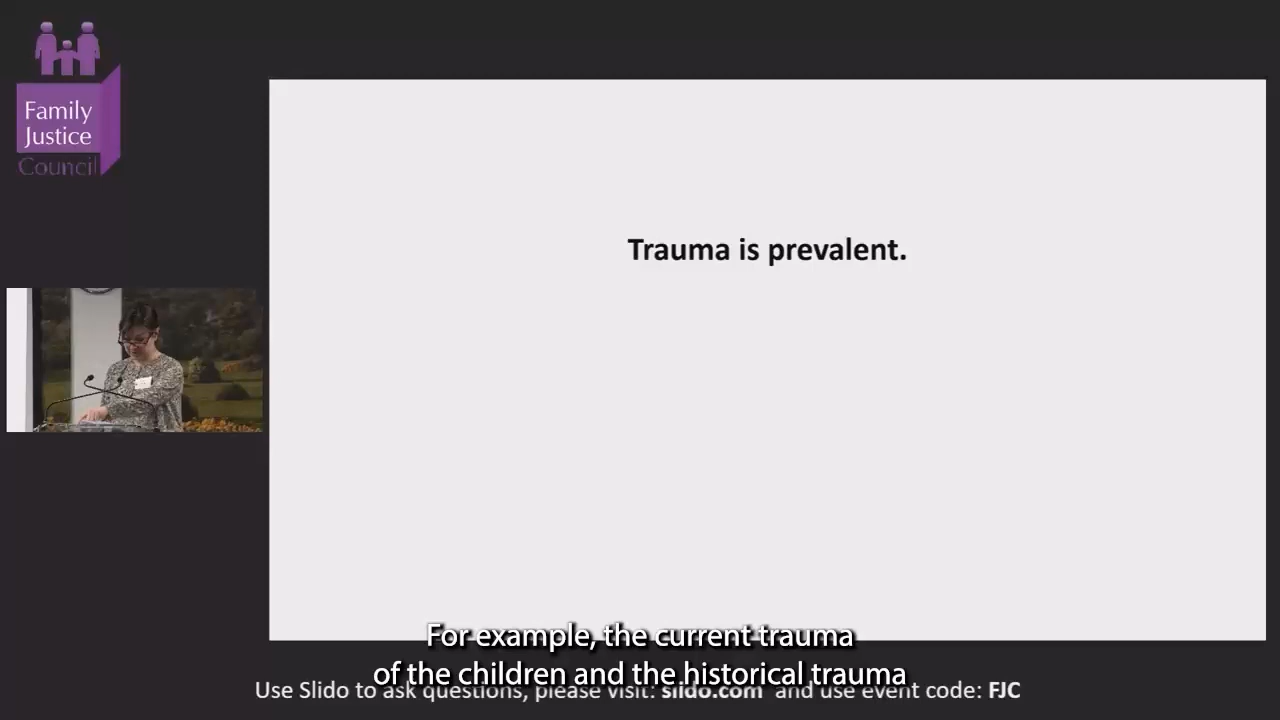 Family
Justice
Council
Trauma is prevalent.
For example, the current trauma
of the children and the historical trauma
Use Slido to ask questions, please visit: slido.com and use event code: FJC